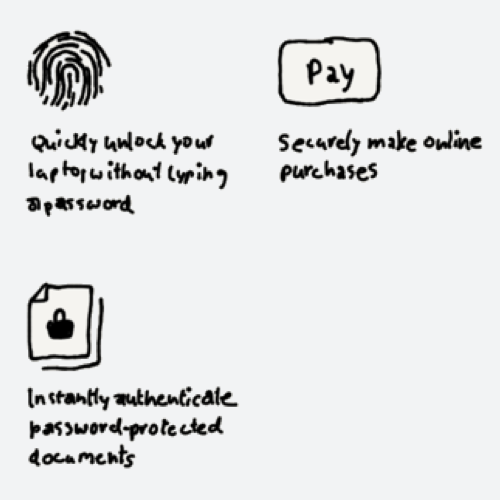 Quickly unlock your
laptop without typing
a password
Pay
Securely make online
purchases
Instantly authenticate
password-protected
documents